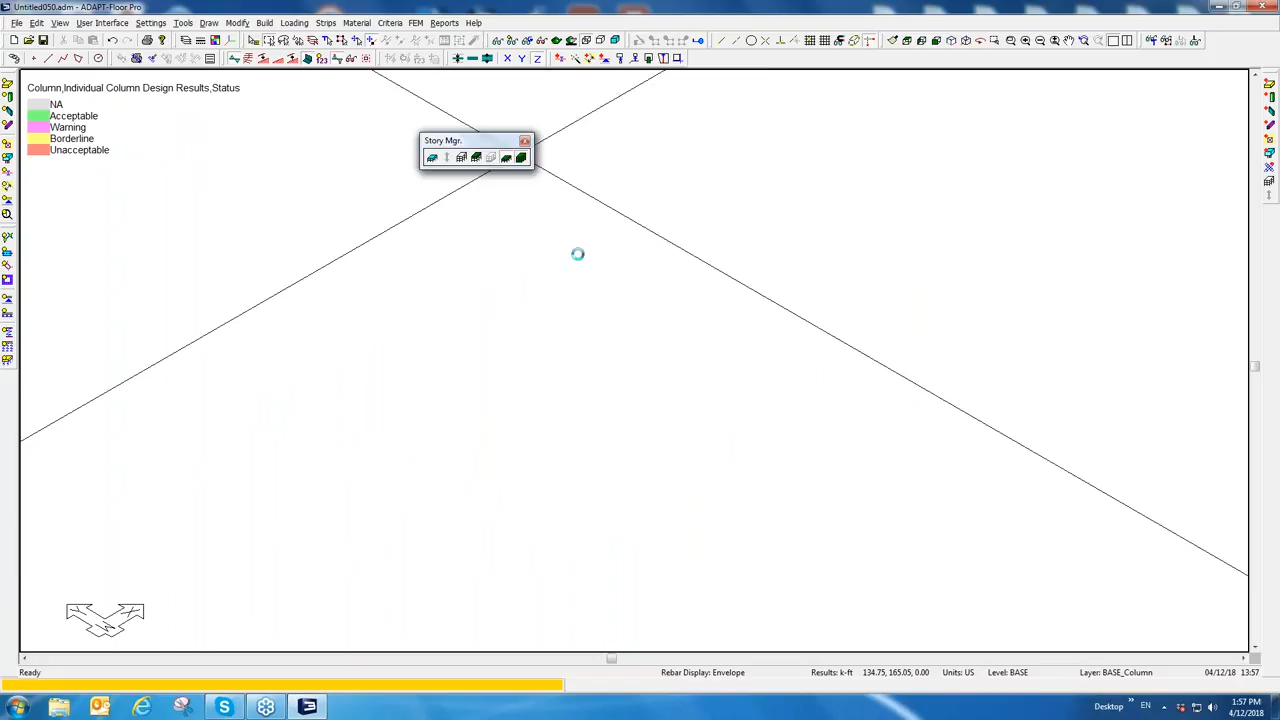 Untitled050.adm - ADAPT-Floor Pro
File Edit View User Interface Settings Tools Draw Modify Build Loading Strips Material Criteria FEM Reports Help
X Y Z
Column,Individual Column Design Results,Status
NA
Acceptable
Warning
Borderline
Unacceptable
Story Mgr.
Ready Rebar Display: Envelope Results: k-ft 134.75, 165.05, 0.00 Units: US Level: BASE Layer: BASE_Column 04/12/18 13:57
Desktop » EN 1:57 PM
4/12/2018